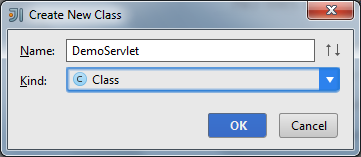 Create New Class
Name: DemoServlet
Kind: C Class
OK Cancel